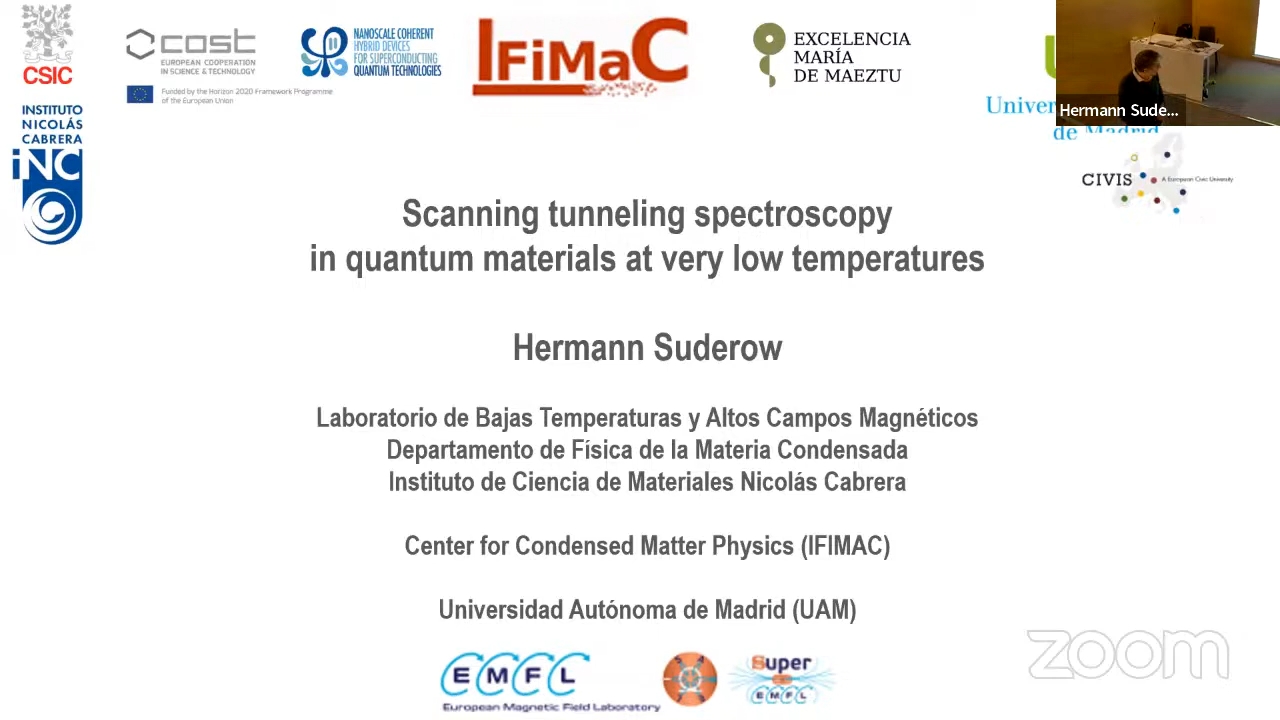 CSIC
INSTITUTO
NICOLÁS
CABRERA
iNC
cost
EUROPEAN COOPERATION
IN SCIENCE & TECHNOLOGY
Funded by the Horizon 2020 Framework Programme
of the European Union
NANOSCALE COHERENT
HYBRID DEVICES
FOR SUPERCONDUCTING
QUANTUM TECHNOLOGIES
IFiMaC
EXCELENCIA
MARÍA
DE MAEZTU
de Madrid
Hermann Sude...
CIVIS
A European Civic University
Scanning tunneling spectroscopy
in quantum materials at very low temperatures
Hermann Suderow
Laboratorio de Bajas Temperaturas y Altos Campos Magnéticos
Departamento de Física de la Materia Condensada
Instituto de Ciencia de Materiales Nicolás Cabrera
Center for Condensed Matter Physics (IFIMAC)
Universidad Autónoma de Madrid (UAM)
EMFL
European Magnetic Field Laboratory
Super
EMFL
zoom